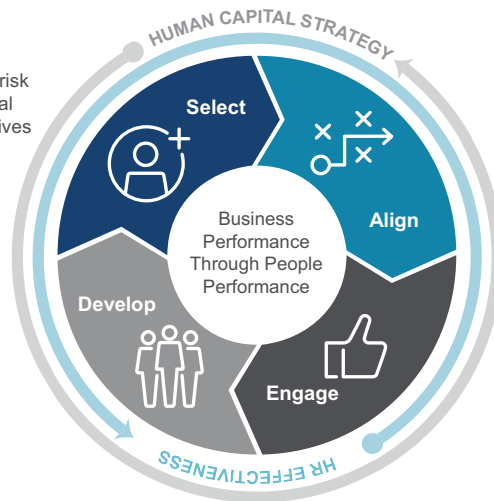 HUMAN CAPITAL STRATEGY
risk
al
ives
Select
Align
Business
Performance
Through People
Performance
Develop
Engage
HR EFFECTIVENESS